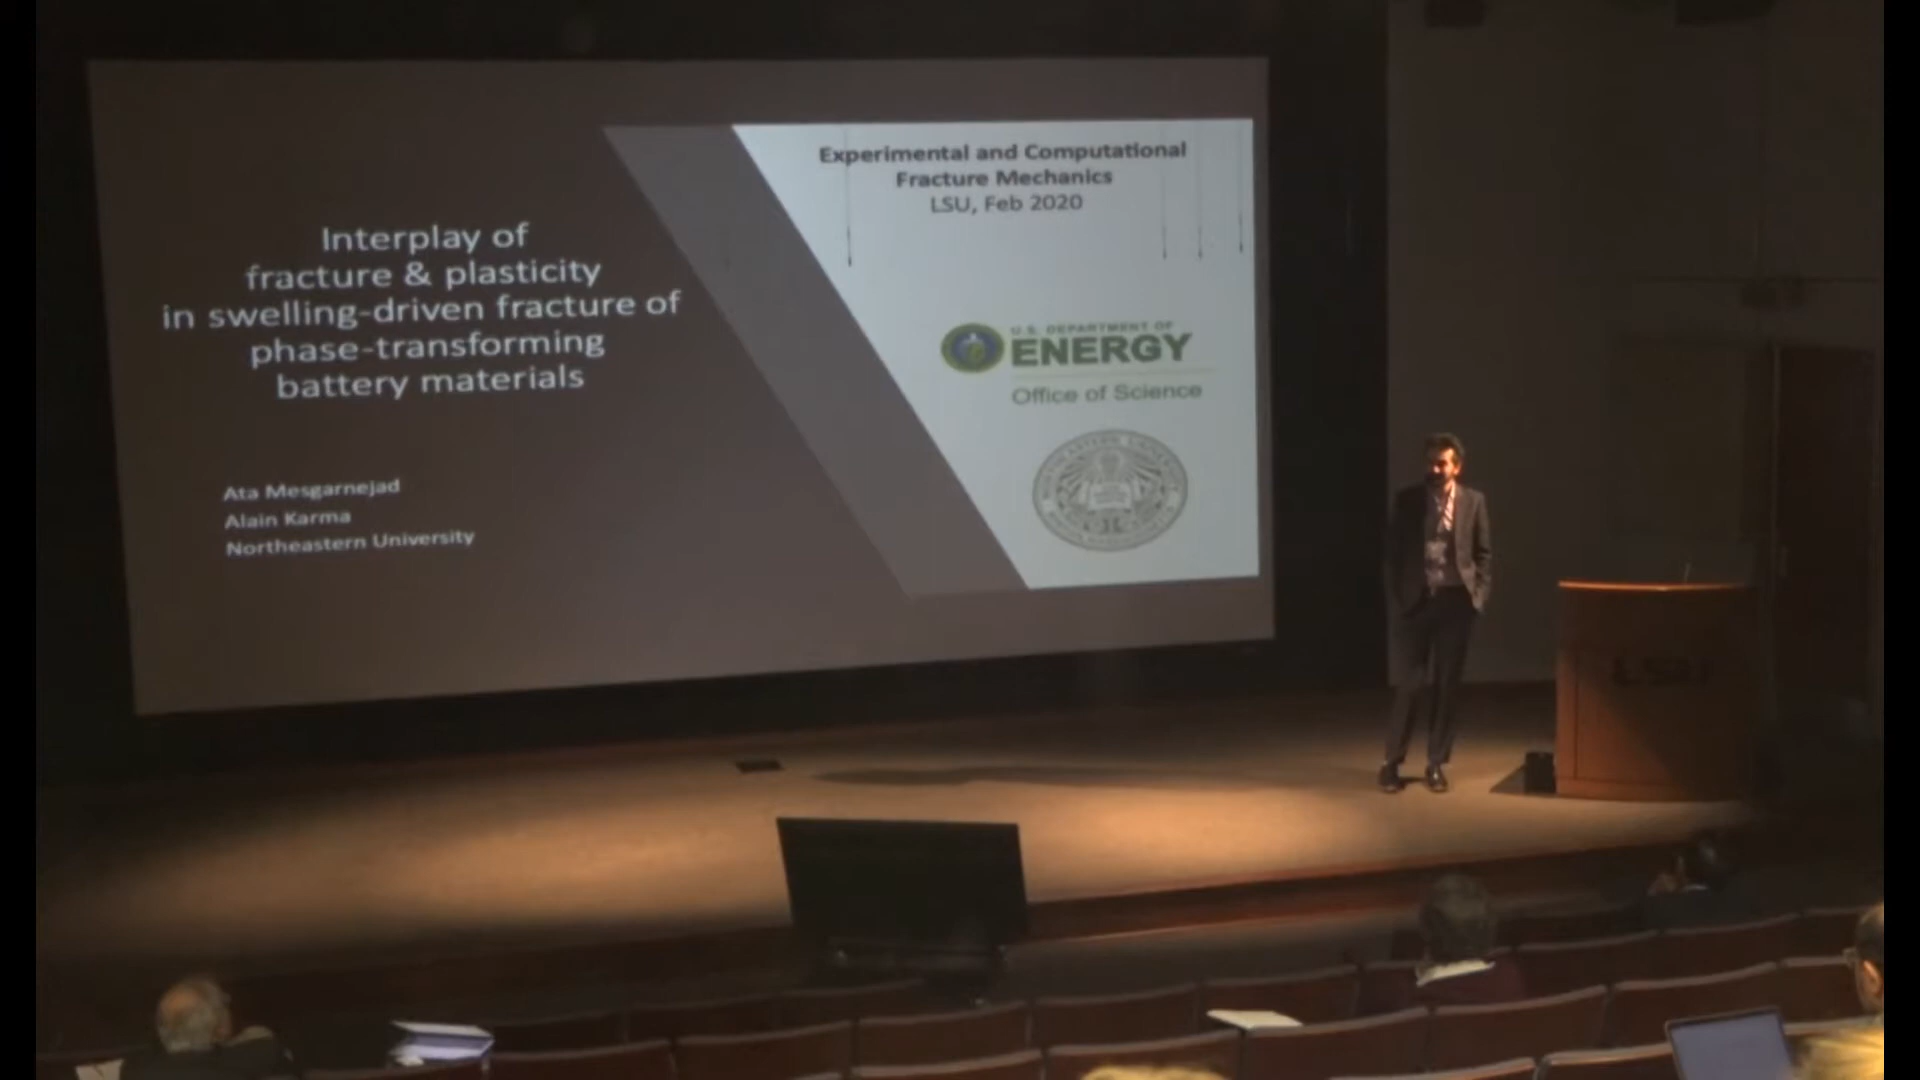 Interplay of
fracture & plasticity
in swelling-driven fracture of
phase-transforming
battery materials
Ata Mesgarnejad
Alain Karma
Northeastern University
Experimental and Computational
Fracture Mechanics
LSU, Feb 2020
U.S. DEPARTMENT OF
ENERGY
Office of Science
LSU